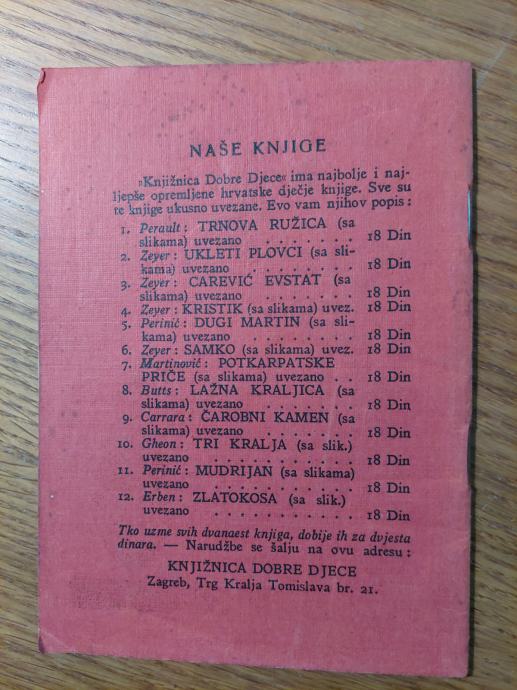 NAŠE KNJIGE
»Knjižnica Dobre Djece« ima najbolje i naj-
ljepše opremljene hrvatske dječje knjige. Sve su
te knjige ukusno uvezane. Evo vam njihov popis:
1. Perault: TRNOVA RUŽICA (sa
slikama) uvezano . . . . . . . 18 Din
2. Zeyer: UKLETI PLOVCI (sa sli-
kama) uvezano . . . . . . . . 18 Din
3. Zeyer: CAREVIĆ EVSTAT (sa
slikama) uvezano . . . . . . . 18 Din
4. Zeyer: KRISTIK (sa slikama) uvez. 18 Din
5. Perinić: DUGI MARTIN (sa sli-
kama) uvezano . . . . . . . . 18 Din
6. Zeyer: SAMKO (sa slikama) uvez. 18 Din
7. Martinović: POTKARPATSKE
PRIČE (sa slikama) uvezano . . 18 Din
8. Butts: LAŽNA KRALJICA (sa
slikama) uvezano . . . . . . . 18 Din
9. Carrara: ČAROBNI KAMEN (sa
slikama) uvezano . . . . . . . 18 Din
10. Gheon: TRI KRALJA (sa slik.)
uvezano . . . . . . . . . . . 18 Din
11. Perinić: MUDRIJAN (sa slikama)
uvezano . . . . . . . . . . . 18 Din
12. Erben: ZLATOKOSA (sa slik.)
uvezano . . . . . . . . . . . 18 Din
Tko uzme svih dvanaest knjiga, dobije ih za dvjesta
dinara. — Narudžbe se šalju na ovu adresu:
KNJIŽNICA DOBRE DJECE
Zagreb, Trg Kralja Tomislava br. 21.